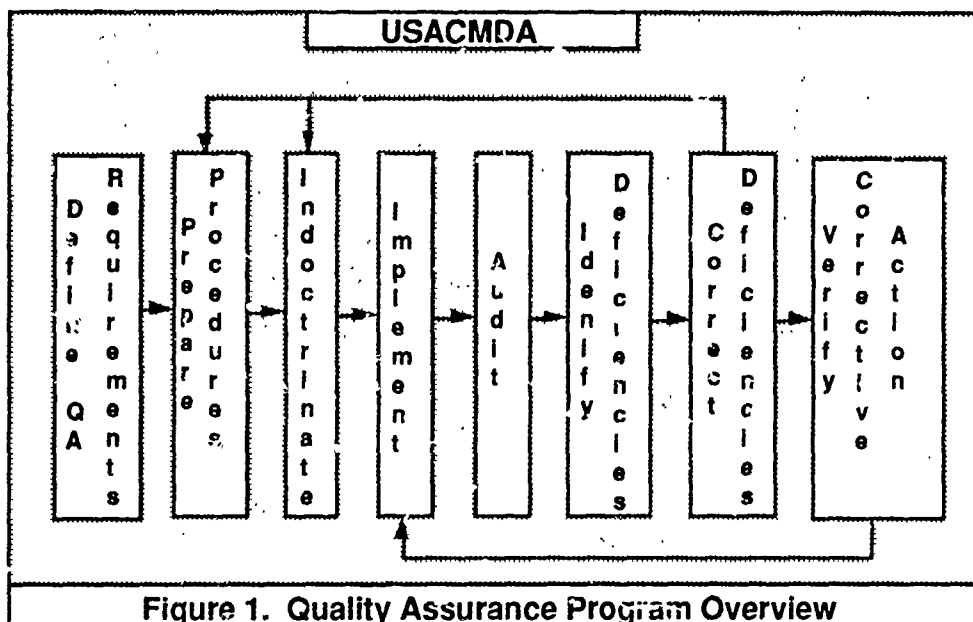 USACMDA
Define QA
Requirements
Prepare
Procedures
Indoctrinate
Implement
Audit
Identify
Deficiencies
Correct
Deficiencies
Verify
Corrective
Action
Figure 1. Quality Assurance Program Overview